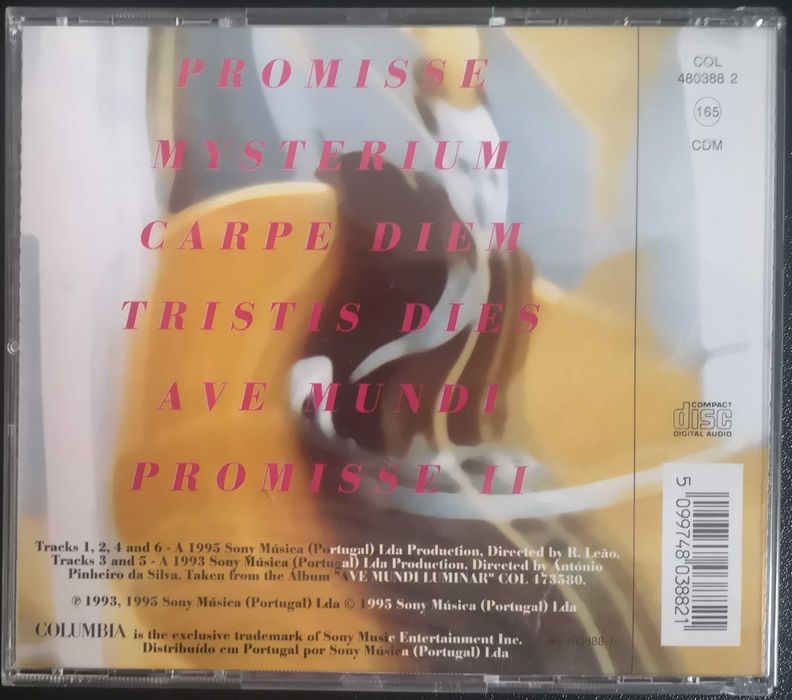 PROMISSE
MYSTERIUM
CARPE DIEM
TRISTIS DIES
AVE MUNDI
PROMISSE II
Tracks 1, 2, 4 and 6 - A 1995 Sony Música (Portugal) Lda Production, Directed by R. Leão.
Tracks 3 and 5 - A 1993 Sony Música (Portugal) Lda Production, Directed by António
Pinheiro da Silva. Taken from the Album "AVE MUNDI LUMINAR" COL 473580.
℗ 1993, 1995 Sony Música (Portugal) Lda © 1995 Sony Música (Portugal) Lda
COLUMBIA is the exclusive trademark of Sony Music Entertainment Inc.
Distribuído em Portugal por Sony Música (Portugal) Lda
COL
480388 2
165
CDM
COMPACT
disc
DIGITAL AUDIO
5 099748 038821